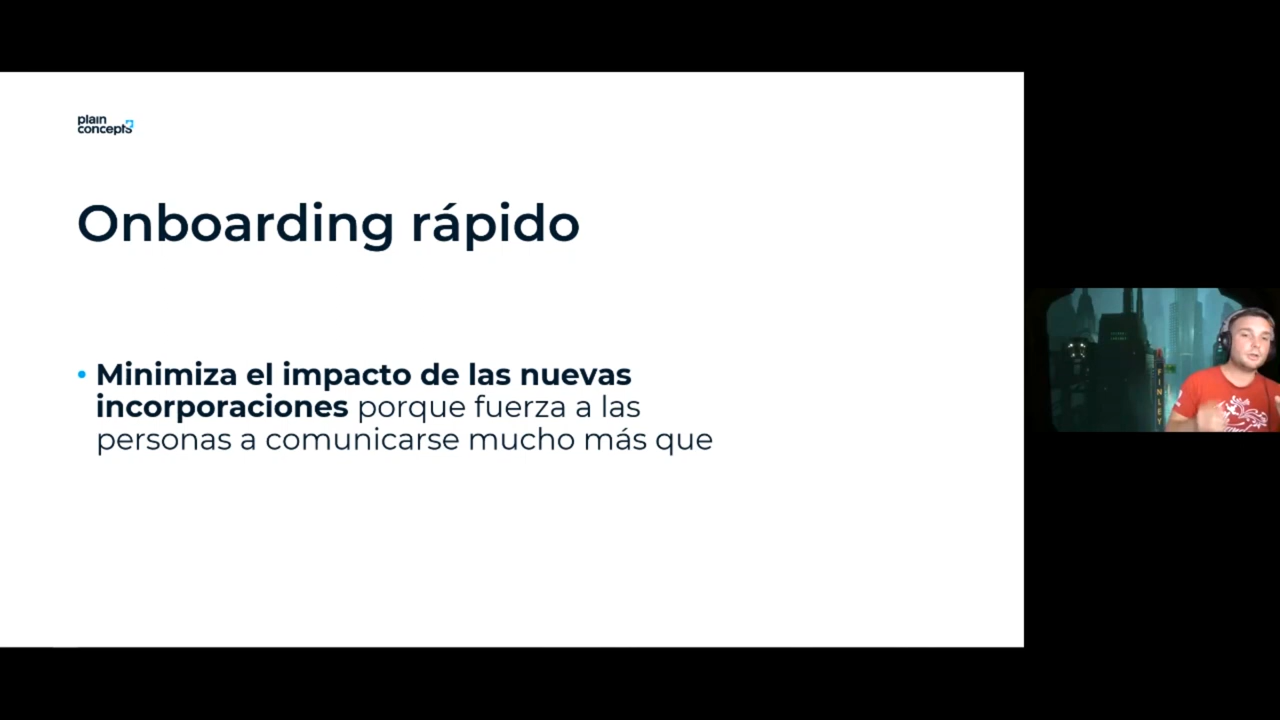 plain
concepts
Onboarding rápido
• Minimiza el impacto de las nuevas
incorporaciones porque fuerza a las
personas a comunicarse mucho más que
FINLEY